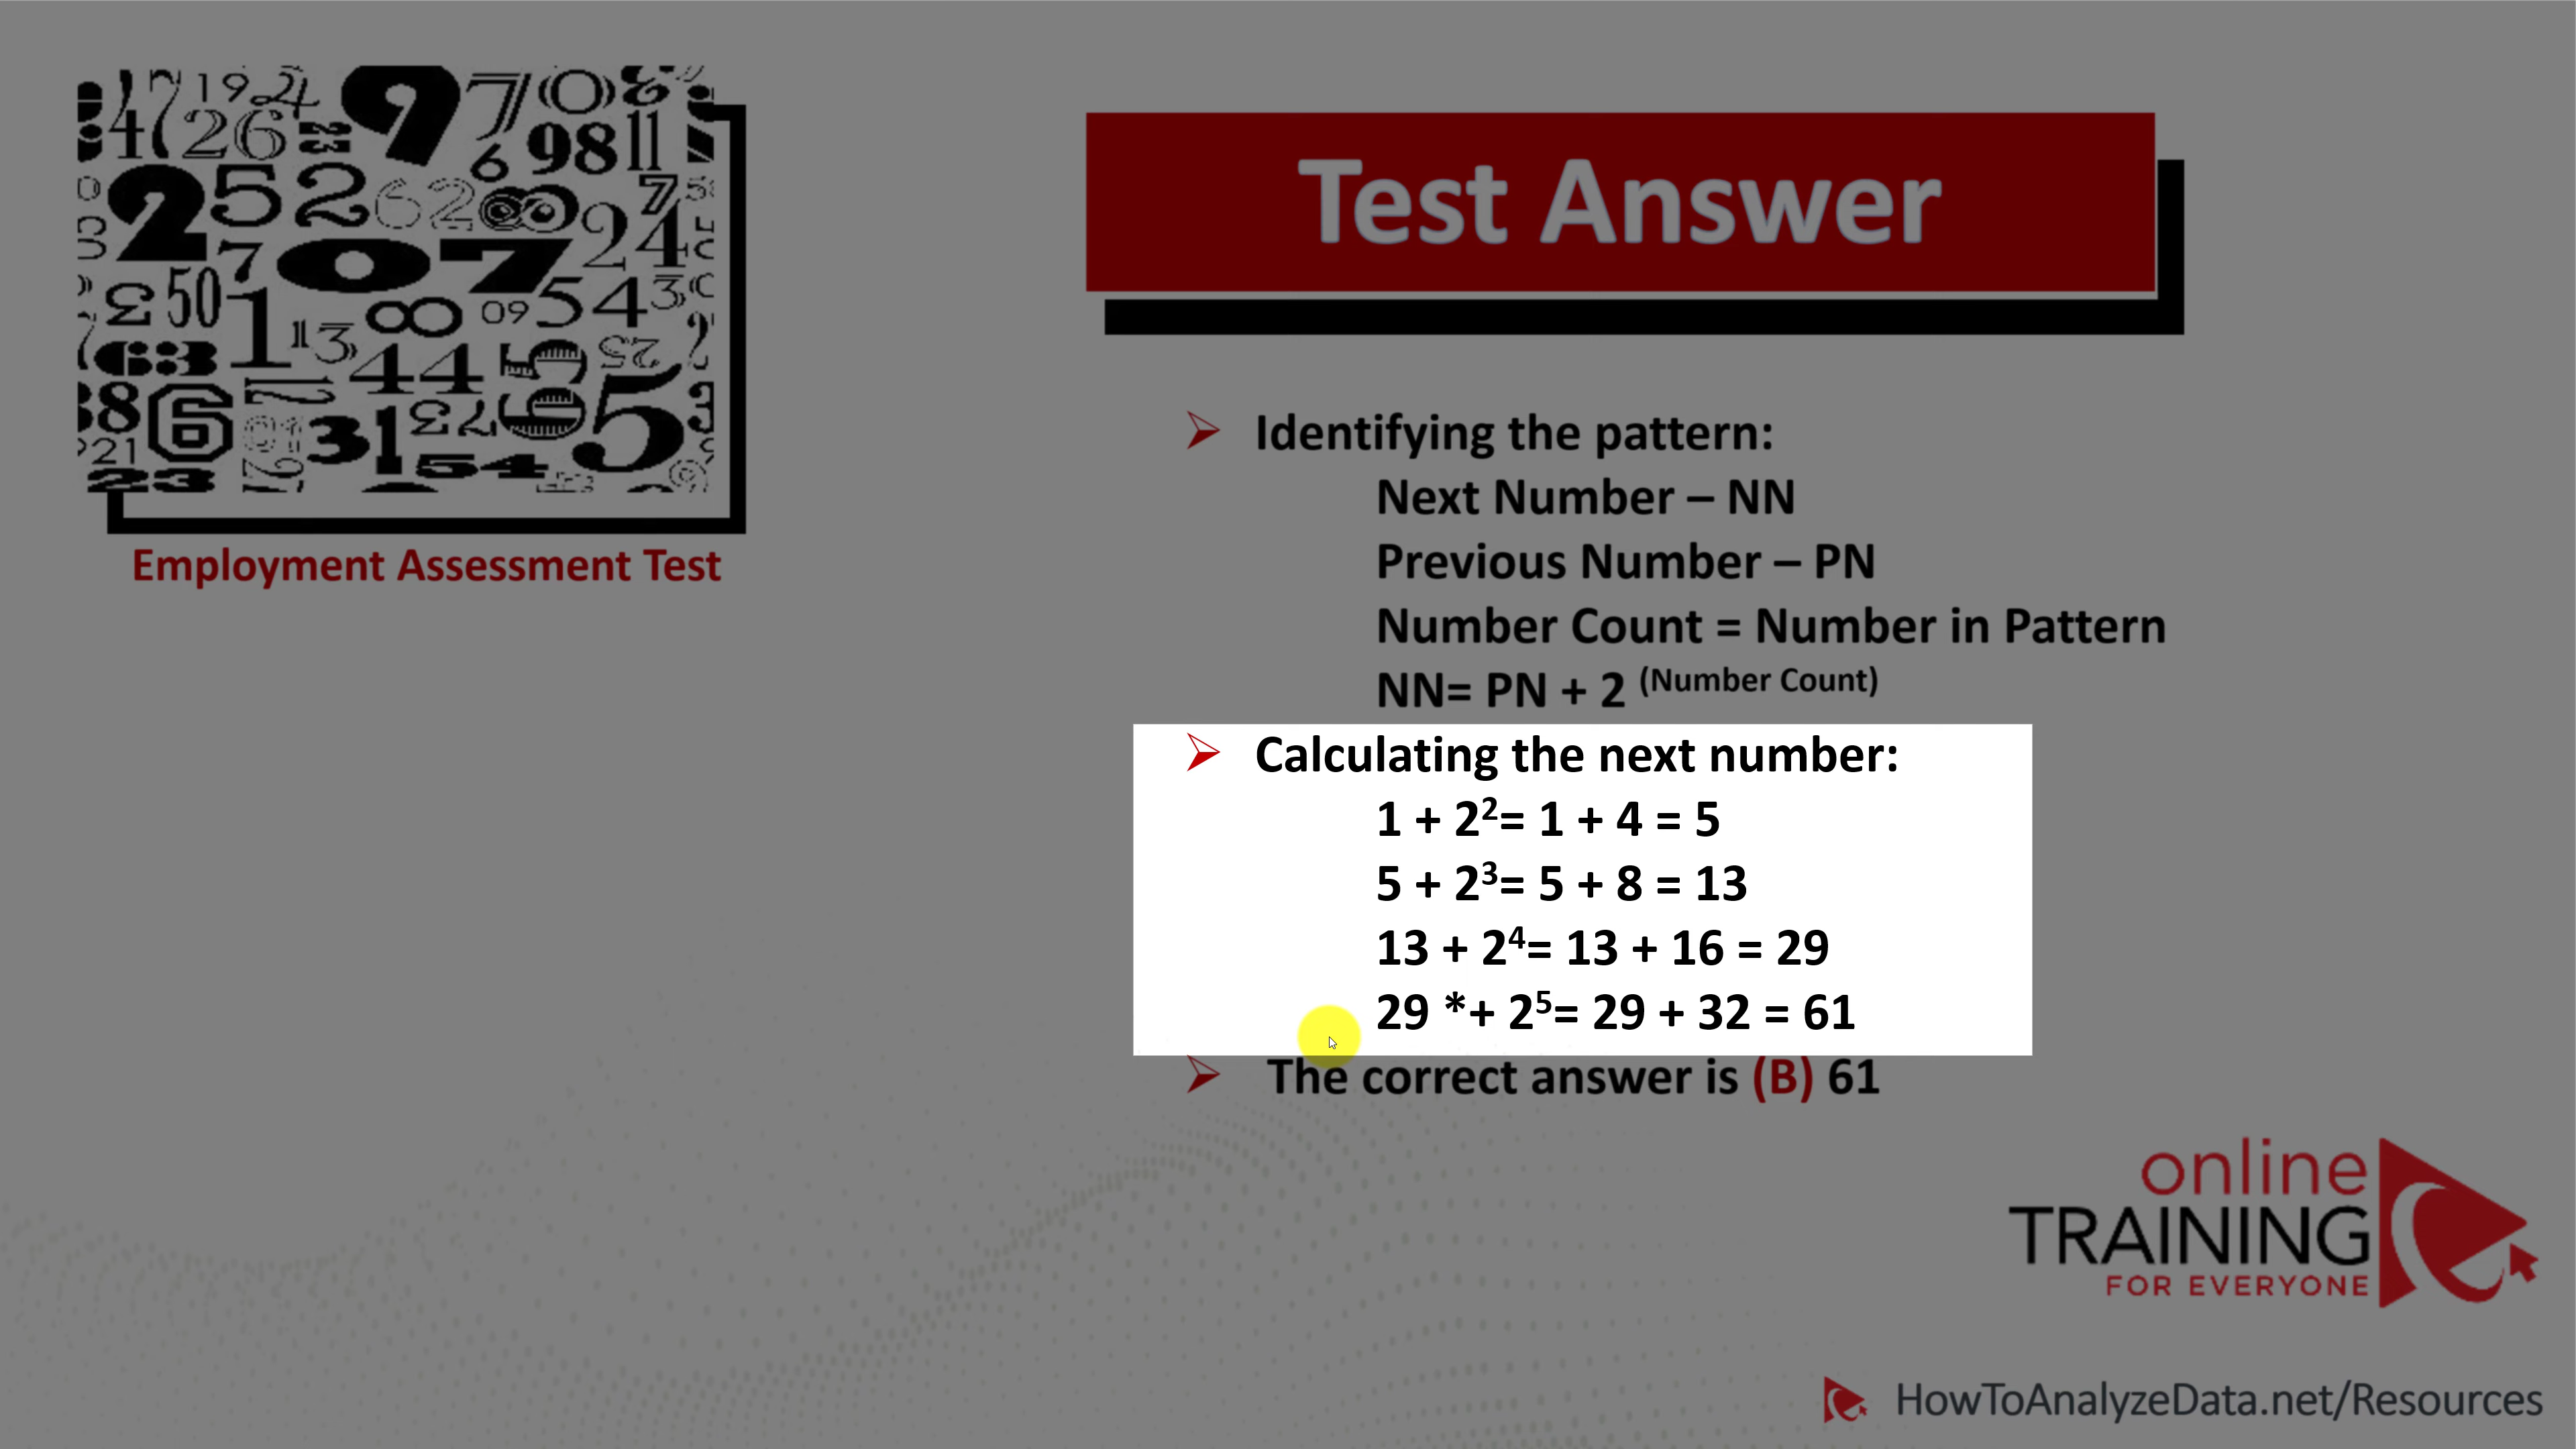 Test Answer
Employment Assessment Test
➢ Identifying the pattern:
Next Number – NN
Previous Number – PN
Number Count = Number in Pattern
NN= PN + 2 (Number Count)
➢ Calculating the next number:
1 + 2²= 1 + 4 = 5
5 + 2³= 5 + 8 = 13
13 + 2⁴= 13 + 16 = 29
29 *+ 2⁵= 29 + 32 = 61
➢ The correct answer is (B) 61
online
TRAINING
FOR EVERYONE
HowToAnalyzeData.net/Resources